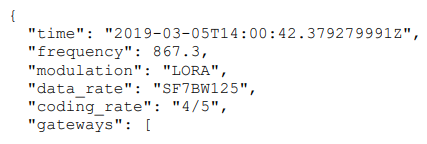 {
"time": "2019-03-05T14:00:42.379279991Z",
"frequency": 867.3,
"modulation": "LORA",
"data_rate": "SF7BW125",
"coding_rate": "4/5",
"gateways": [